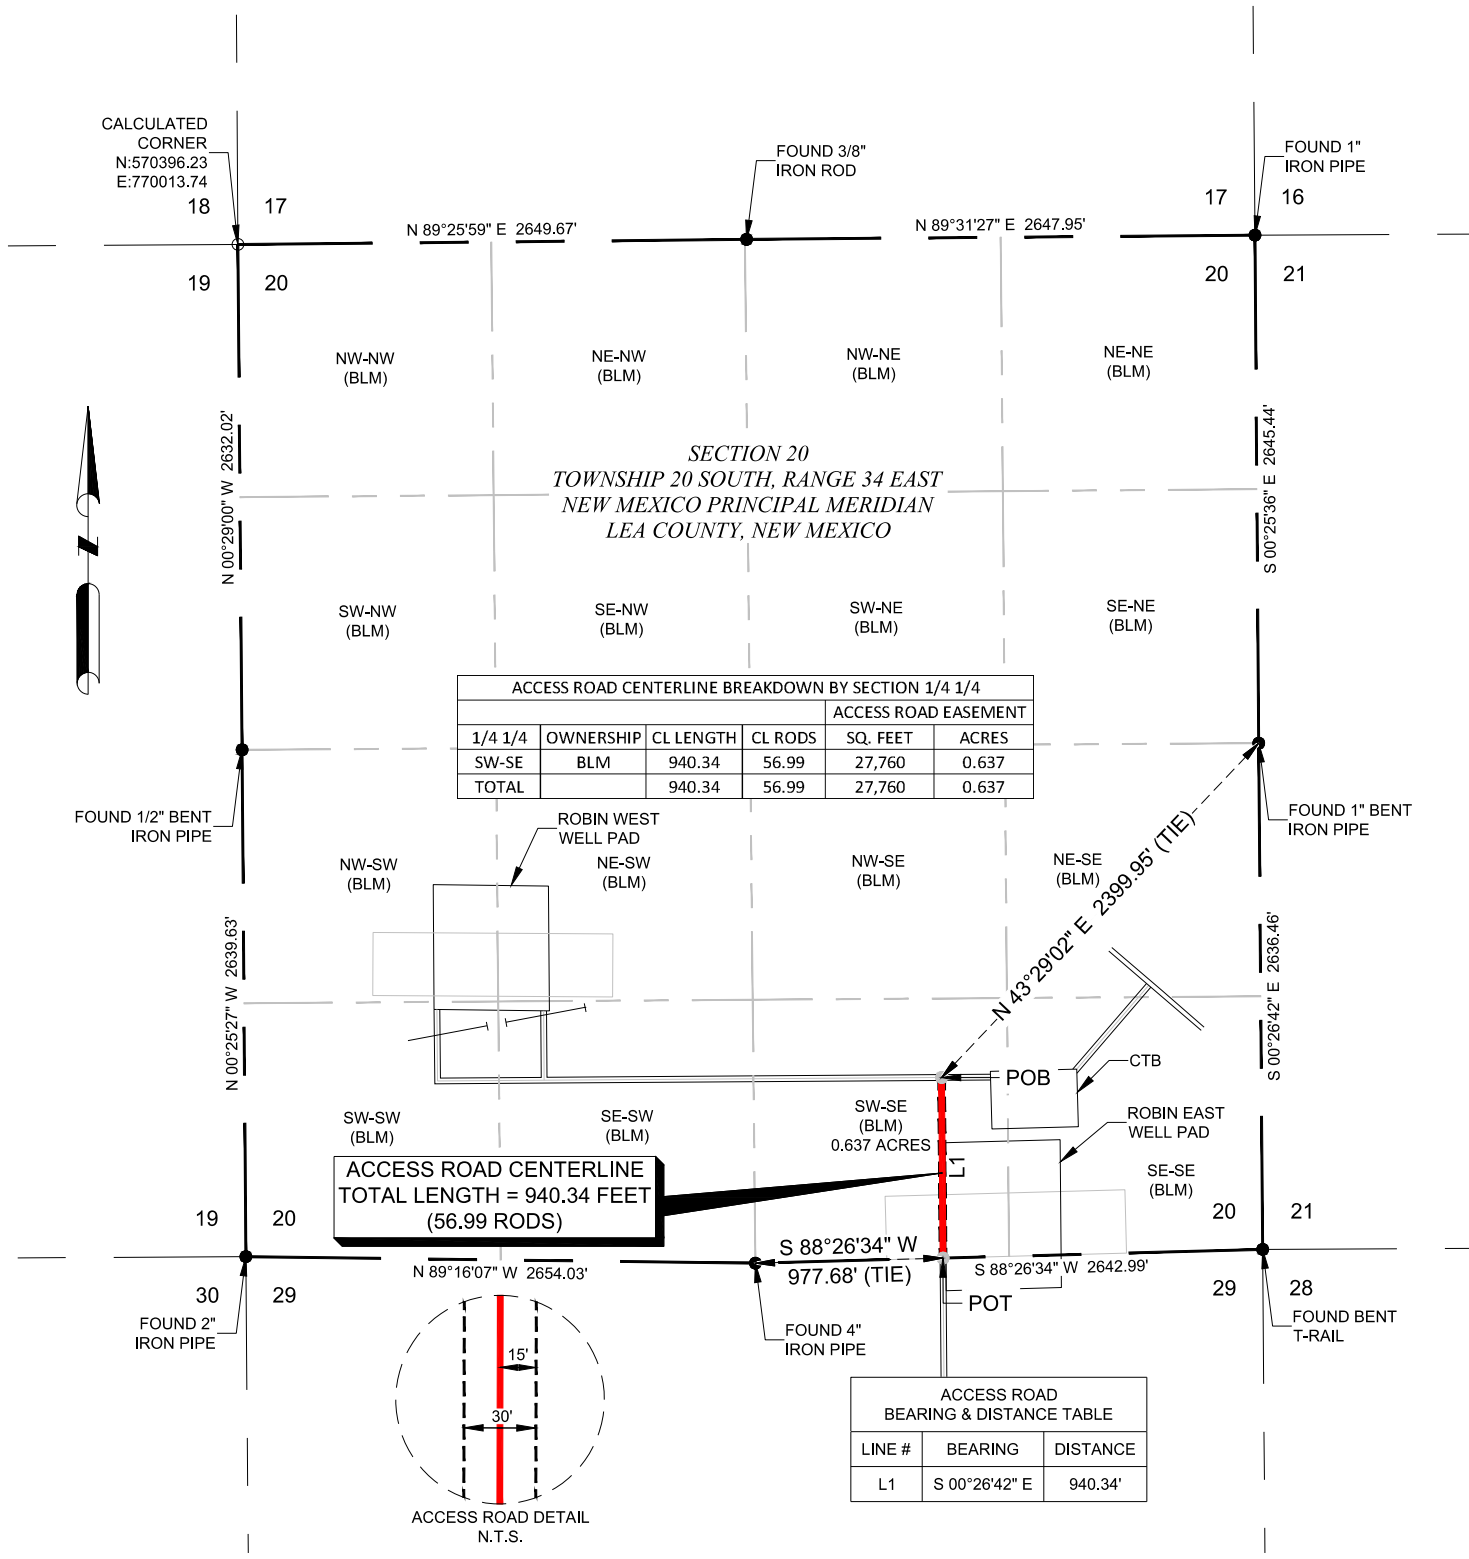 CALCULATED
CORNER
N:570396.23
E:770013.74
FOUND 3/8"
IRON ROD
FOUND 1"
IRON PIPE
18
17
17
16
N 89°25'59" E 2649.67'
N 89°31'27" E 2647.95'
19
20
20
21
NW-NW
(BLM)
NE-NW
(BLM)
NW-NE
(BLM)
NE-NE
(BLM)
N 00°29'00" W 2632.02'
S 00°25'36" E 2645.44'
SECTION 20
TOWNSHIP 20 SOUTH, RANGE 34 EAST
NEW MEXICO PRINCIPAL MERIDIAN
LEA COUNTY, NEW MEXICO
N
SW-NW
(BLM)
SE-NW
(BLM)
SW-NE
(BLM)
SE-NE
(BLM)
ACCESS ROAD CENTERLINE BREAKDOWN BY SECTION 1/4 1/4
ACCESS ROAD EASEMENT
1/4 1/4 OWNERSHIP CL LENGTH CL RODS SQ. FEET ACRES
SW-SE BLM 940.34 56.99 27,760 0.637
TOTAL 940.34 56.99 27,760 0.637
FOUND 1/2" BENT
IRON PIPE
ROBIN WEST
WELL PAD
FOUND 1" BENT
IRON PIPE
NW-SW
(BLM)
NE-SW
(BLM)
NW-SE
(BLM)
NE-SE
(BLM)
N 43°29'02" E 2399.95' (TIE)
N 00°25'27" W 2639.63'
S 00°26'42" E 2636.46'
POB
CTB
SW-SW
(BLM)
SE-SW
(BLM)
SW-SE
(BLM)
0.637 ACRES
ROBIN EAST
WELL PAD
L1
SE-SE
(BLM)
ACCESS ROAD CENTERLINE
TOTAL LENGTH = 940.34 FEET
(56.99 RODS)
19
20
20
21
N 89°16'07" W 2654.03'
S 88°26'34" W
977.68' (TIE)
S 88°26'34" W 2642.99'
30
29
29
28
POT
FOUND 2"
IRON PIPE
FOUND 4"
IRON PIPE
FOUND BENT
T-RAIL
15'
30'
ACCESS ROAD DETAIL
N.T.S.
ACCESS ROAD
BEARING & DISTANCE TABLE
LINE # BEARING DISTANCE
L1 S 00°26'42" E 940.34'